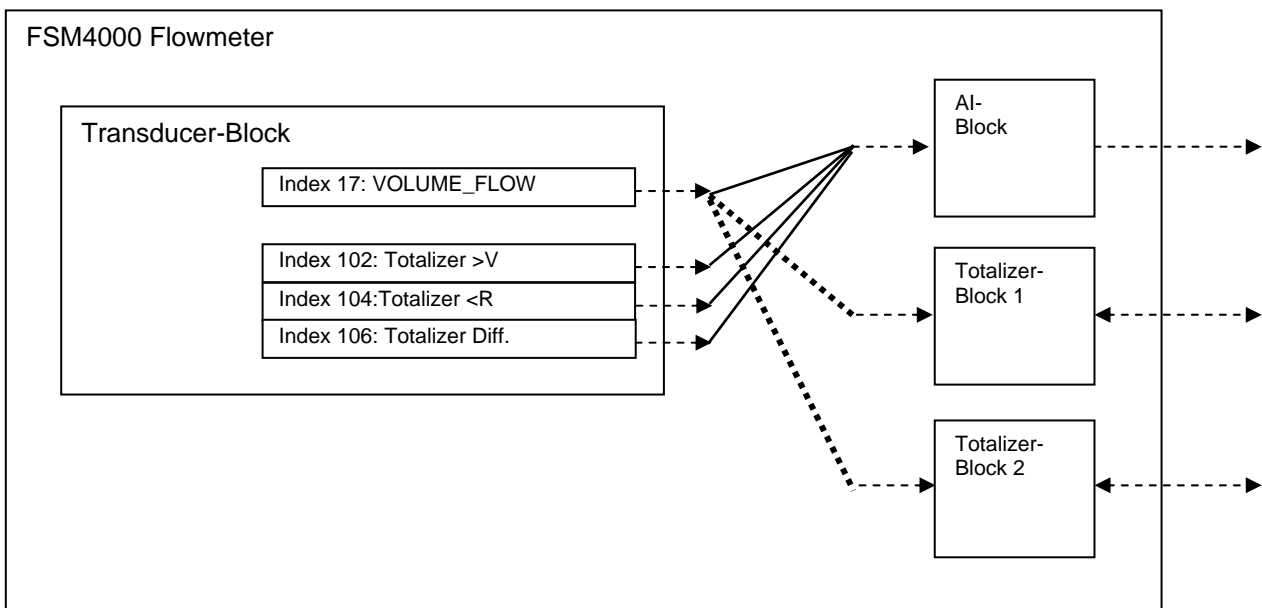 FSM4000 Flowmeter
Transducer-Block
Index 17: VOLUME_FLOW
Index 102: Totalizer >V
Index 104:Totalizer <R
Index 106: Totalizer Diff.
AI-
Block
Totalizer-
Block 1
Totalizer-
Block 2